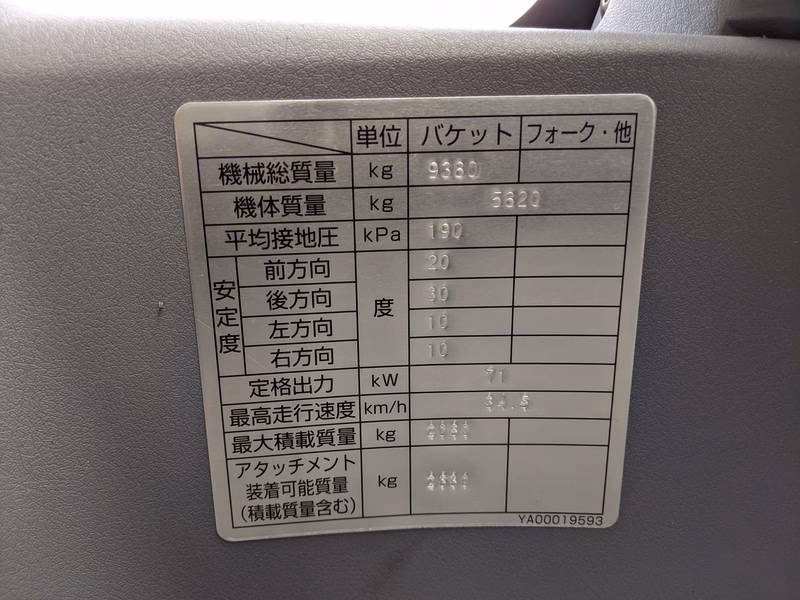 単位 バケット フォーク・他
機械総質量 kg 9380
機体質量 kg 5820
平均接地圧 kPa 190
安定度 前方向 度 20
後方向 30
左方向 10
右方向 10
定格出力 kW 71
最高走行速度 km/h 34.5
最大積載質量 kg
アタッチメント
装着可能質量 kg
(積載質量含む)
YA00019593